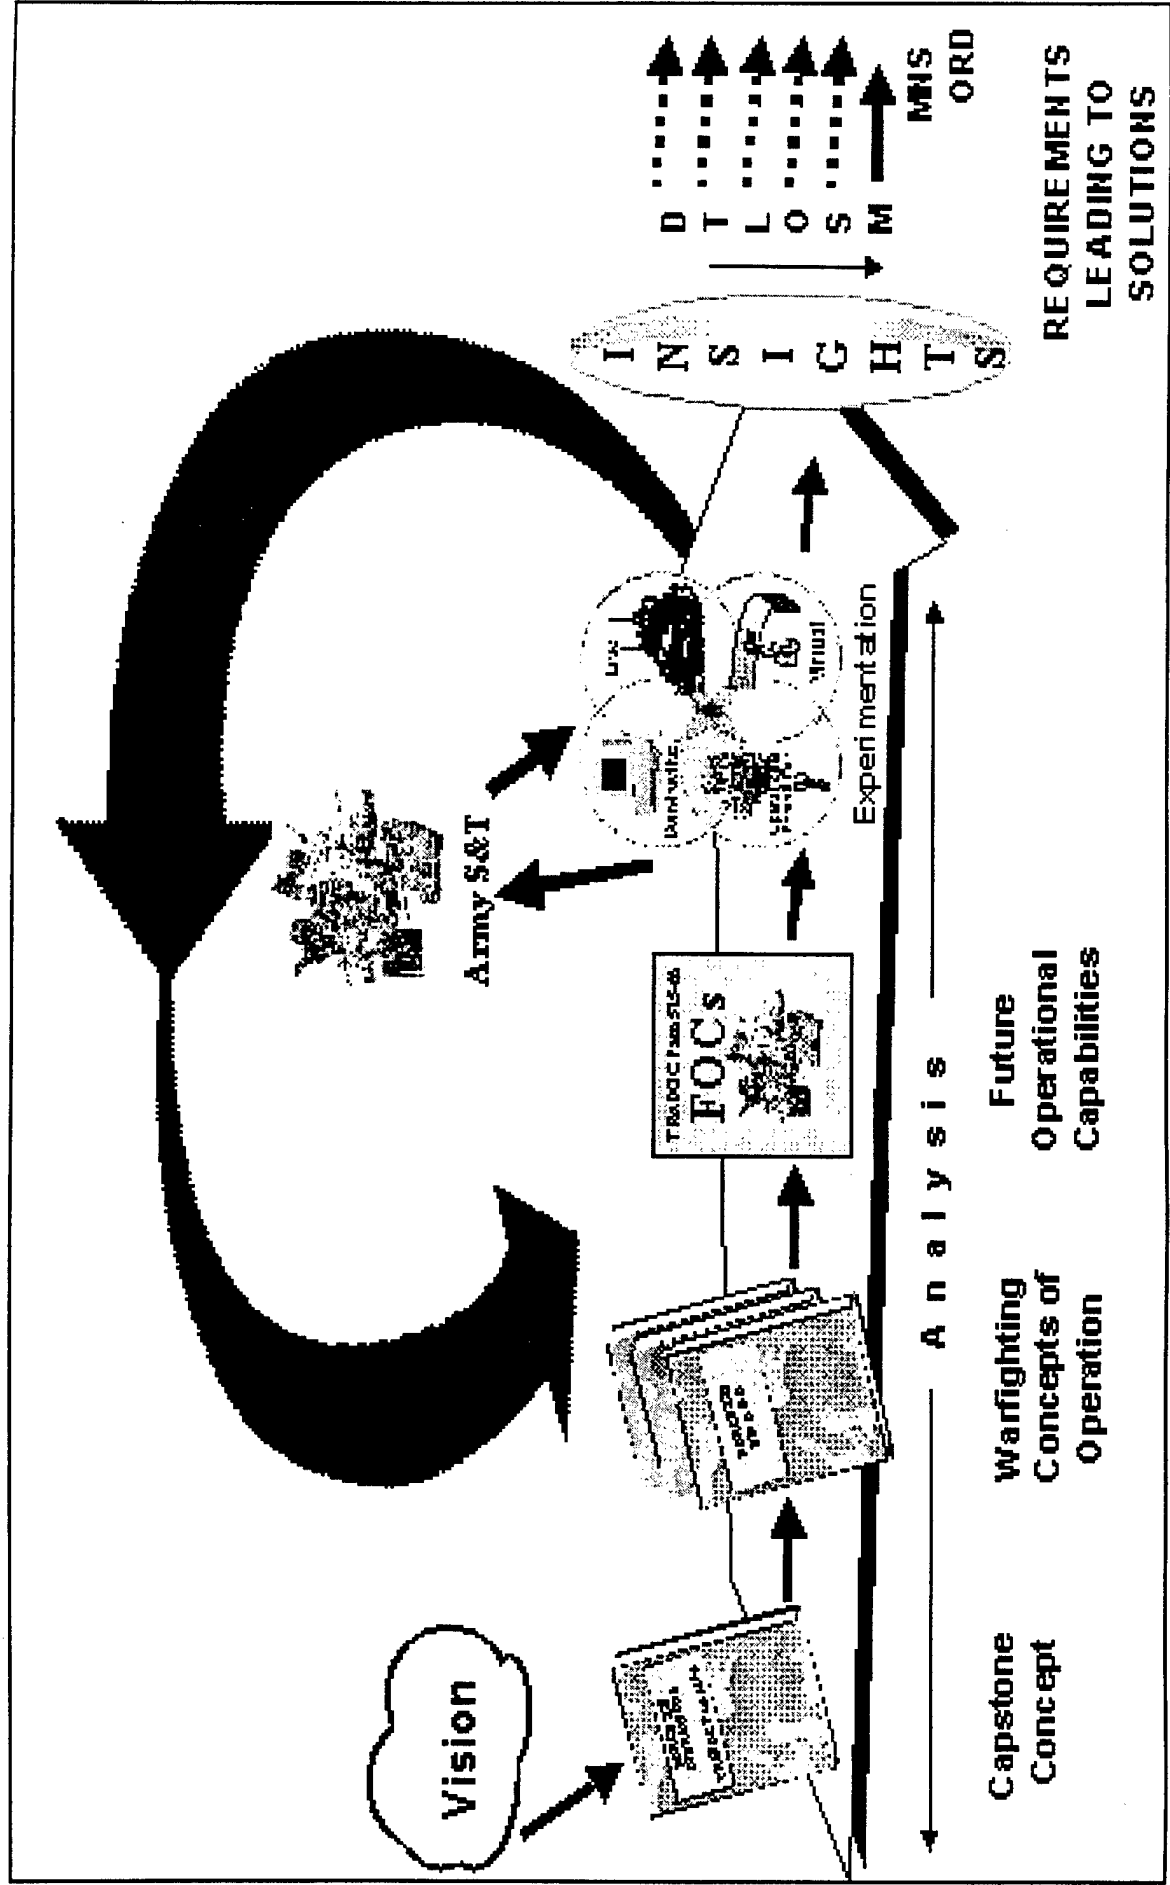 Vision
Army S&T
FOCs
Live
Virtual
Experimentation
I
N
S
I
G
H
T
S
D
T
L
O
S
M
MNS
ORD
Analysis
Capstone
Concept
Warfighting
Concepts of
Operation
Future
Operational
Capabilities
REQUIREMENTS
LEADING TO
SOLUTIONS